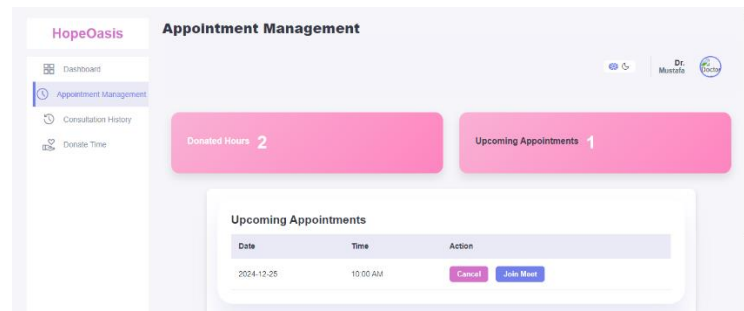 HopeOasis
Appointment Management
Dashboard
Appointment Management
Consultation History
Donate Time
Dr.
Mustafa
Doctor
Donated Hours 2
Upcoming Appointments 1
Upcoming Appointments
Date Time Action
2024-12-25 10:00 AM Cancel Join Meet